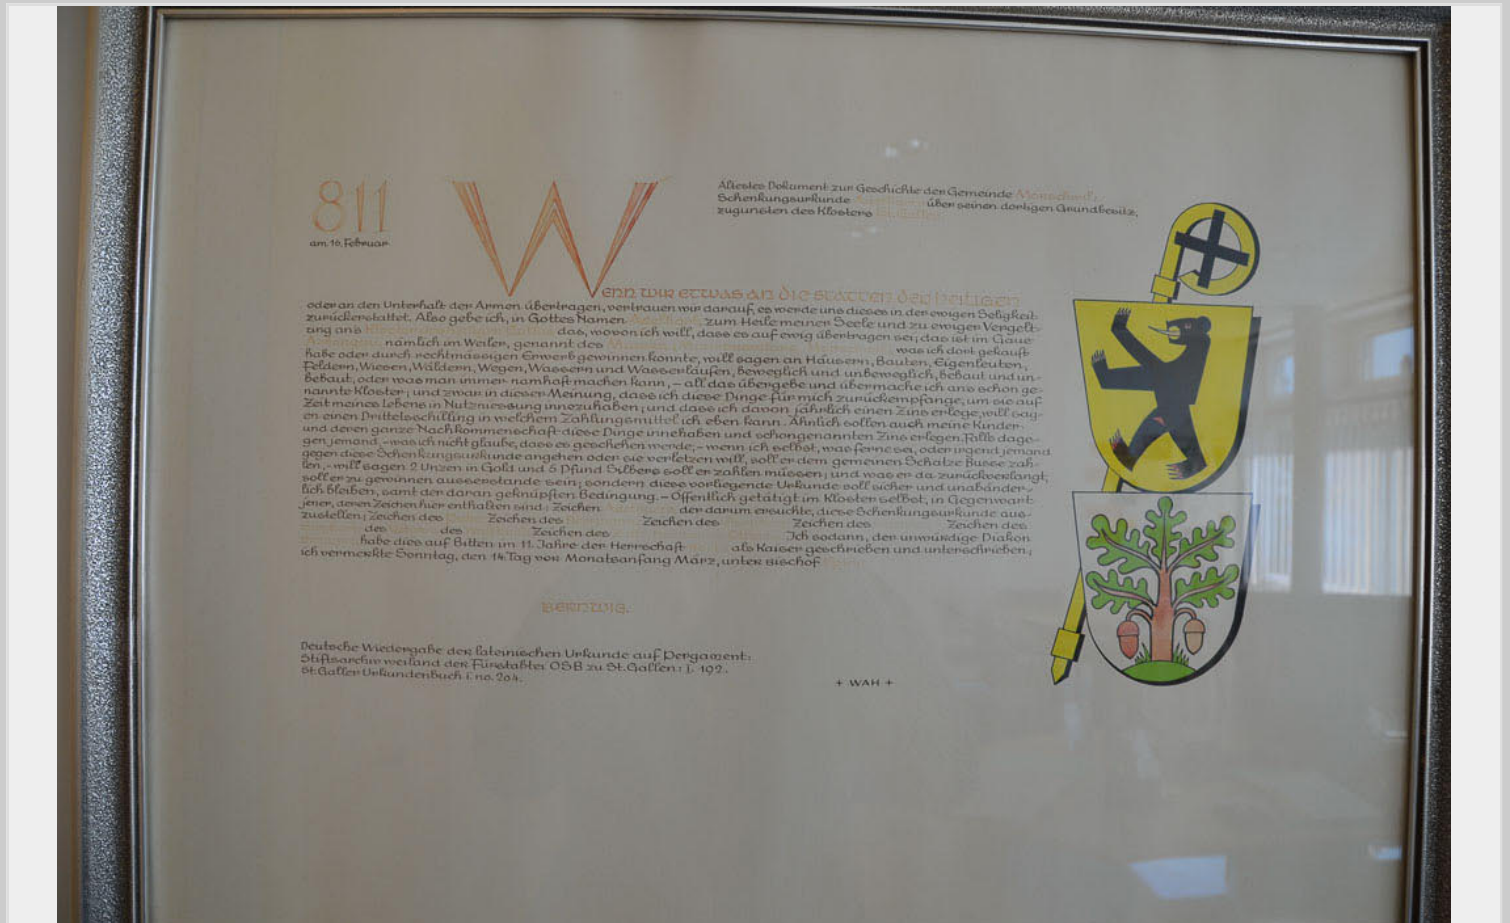 811
am 16. Februar
Ältestes Dokument zur Geschichte der Gemeinde
Schenkungsurkunde über seinen dortigen Grundbesitz,
zugunsten des Klosters St. Gallen
WENN WIR ETWAS AN DIE STÄTTEN DER HEILIGEN
oder an den Unterhalt der Armen übertragen, vertrauen wir darauf, es werde uns dieses in der ewigen Seligkeit
zurückerstattet. Also gebe ich, in Gottes Namen zum Heile meiner Seele und zu ewiger Vergelt-
ung ans das, wovon ich will, dass es auf ewig übertragen sei; das ist im Gaue
nämlich im Weiler, genannt des was ich dort gekauft
habe oder durch rechtmässigen Erwerb gewinnen konnte, will sagen an Häusern, Bauten, Eigenleuten,
Feldern, Wiesen, Wäldern, Wegen, Wassern und Wasserläufen, beweglich und unbeweglich, bebaut und un-
bebaut, oder was man immer namhaft machen kann, – all das übergebe und übermache ich ans schon ge-
nannte Kloster; und zwar in dieser Meinung, dass ich diese Dinge für mich zurückempfange, um sie auf
Zeit meines Lebens in Nutzniessung innezuhaben; und dass ich davon jährlich einen Zins erlege, will sag-
en einen Drittelsschilling in welchem Zahlungsmittel ich eben kann. Ähnlich sollen auch meine Kinder
und deren ganze Nachkommenschaft diese Dinge innehaben und schongenannten Zins erlegen. Falls dage-
gen jemand, – was ich nicht glaube, dass es geschehen werde; – wenn ich selbst, was ferne sei, oder irgend jemand
gegen diese Schenkungsurkunde angehen oder sie verletzen will, soll er dem gemeinen Schatze Busse zah-
len, – will sagen 2 Unzen in Gold und 5 Pfund Silbers soll er zahlen müssen; und was er da zurückverlangt,
soll er zu gewinnen ausserstande sein; sondern diese vorliegende Urkunde soll sicher und unabänder-
lich bleiben, samt der daran geknüpften Bedingung. – Öffentlich getätigt im Kloster selbst, in Gegenwart
jener, deren Zeichen hier enthalten sind: Zeichen der darum ersuchte, diese Schenkungsurkunde aus-
zustellen; Zeichen des Zeichen des Zeichen des Zeichen des Zeichen des
des des Zeichen des Ich sodann, der unwürdige Diakon
habe dies auf Bitten im 11. Jahre der Herrschaft als Kaiser geschrieben und unterschrieben;
ich vermerkte Sonntag, den 14. Tag vor Monatsanfang März, unter Bischof
BERNWIG.
Deutsche Wiedergabe der lateinischen Urkunde auf Pergament:
Stiftsarchiv weiland der Fürstabtei OSB zu St. Gallen: I. 192.
St. Galler Urkundenbuch I. no. 204.
+ WAH +